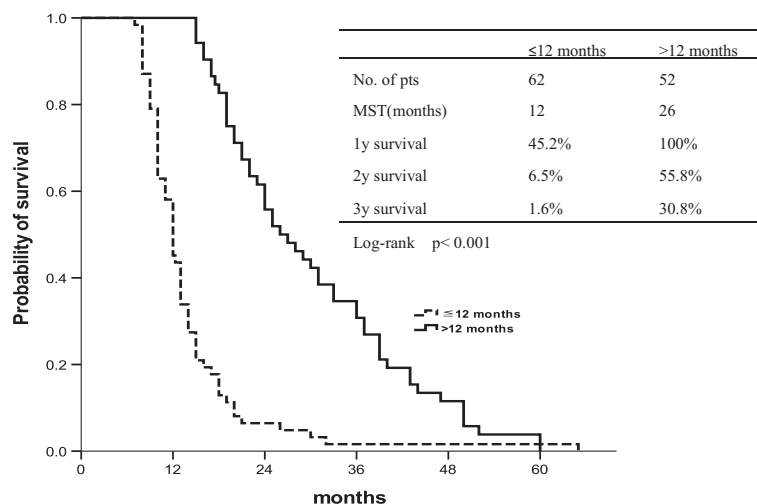 Probability of survival
1.0
0.8
0.6
0.4
0.2
0.0
0 12 24 36 48 60
months
≤12 months >12 months
No. of pts 62 52
MST(months) 12 26
1y survival 45.2% 100%
2y survival 6.5% 55.8%
3y survival 1.6% 30.8%
Log-rank p< 0.001
≦12 months
>12 months